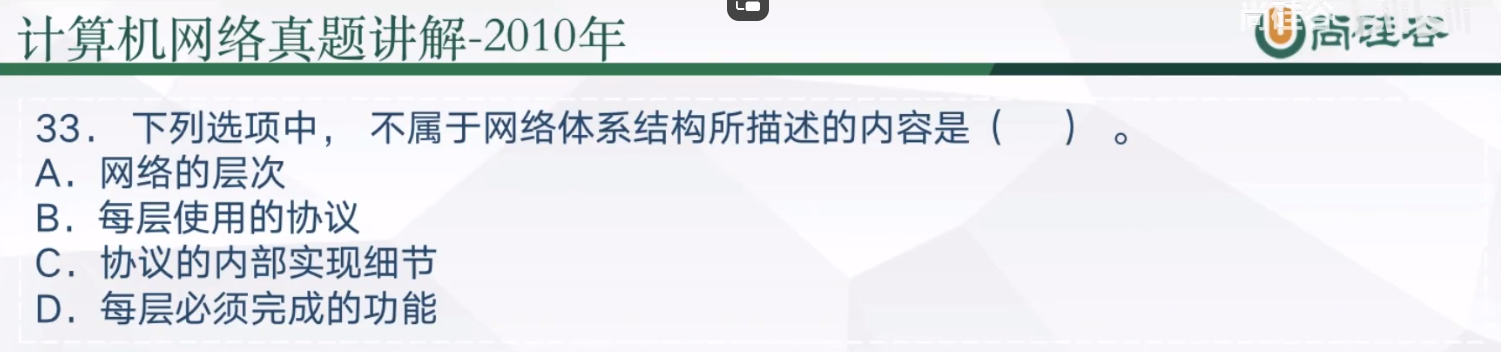 计算机网络真题讲解-2010年
尚硅谷
33. 下列选项中, 不属于网络体系结构所描述的内容是( ) 。
A. 网络的层次
B. 每层使用的协议
C. 协议的内部实现细节
D. 每层必须完成的功能